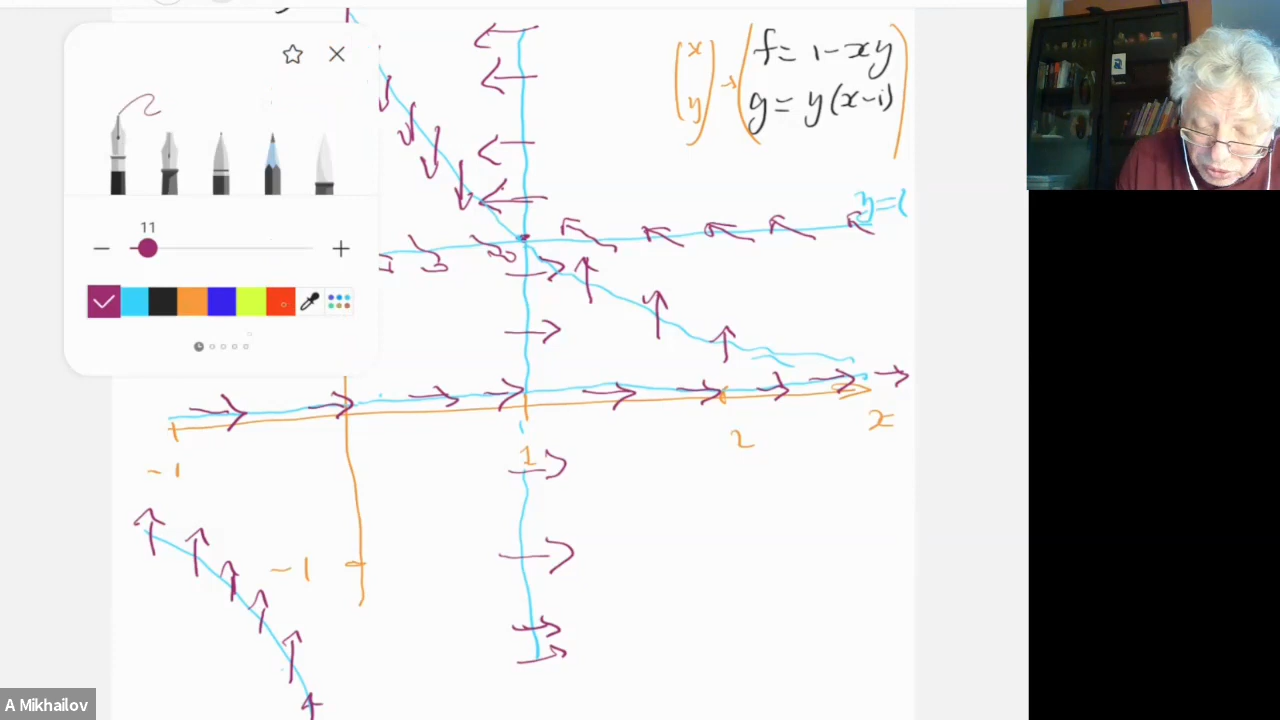 11
(x y) → (f = 1 - xy
g = y(x-1))
y=1
x
-1
1
2
-1
A Mikhailov